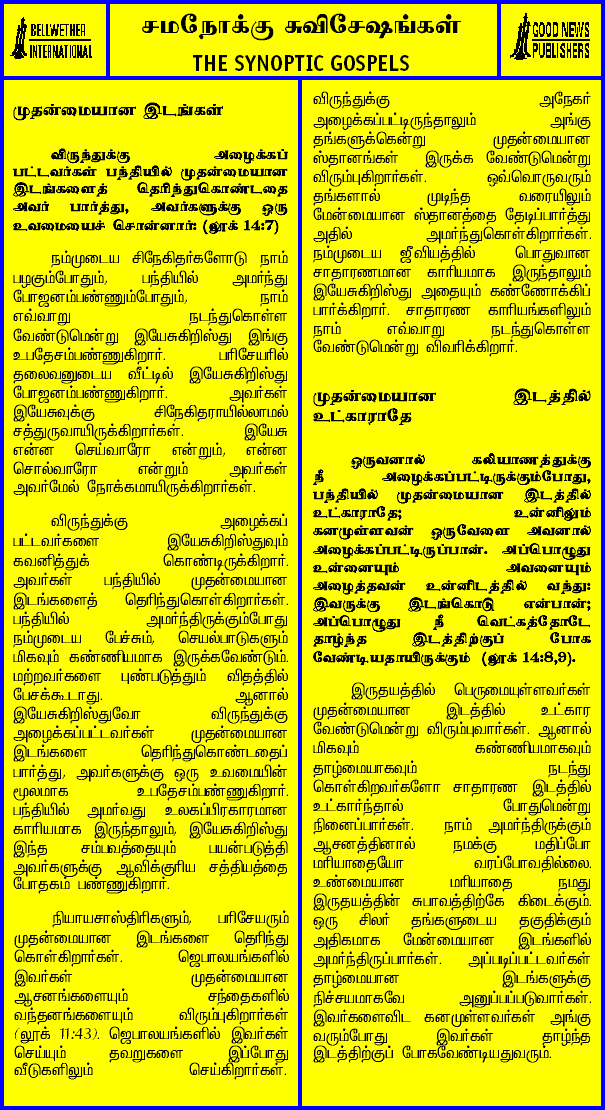 BELLWETHER
INTERNATIONAL
சமநோக்கு சுவிசேஷங்கள்
THE SYNOPTIC GOSPELS
GOOD NEWS
PUBLISHERS
முதன்மையான இடங்கள்
விருந்துக்கு அழைக்கப்
பட்டவர்கள் பந்தியில் முதன்மையான
இடங்களைத் தெரிந்துகொண்டதை
அவர் பார்த்து, அவர்களுக்கு ஒரு
உவமையைச் சொன்னார்: (லூக் 14:7)
நம்முடைய சிநேகிதர்களோடு நாம்
பழகும்போதும், பந்தியில் அமர்ந்து
போஜனம்பண்ணும்போதும், நாம்
எவ்வாறு நடந்துகொள்ள
வேண்டுமென்று இயேசுகிறிஸ்து இங்கு
உபதேசம்பண்ணுகிறார். பரிசேயரில்
தலைவனுடைய வீட்டில் இயேசுகிறிஸ்து
போஜனம்பண்ணுகிறார். அவர்கள்
இயேசுவுக்கு சிநேகிதராயில்லாமல்
சத்துருவாயிருக்கிறார்கள். இயேசு
என்ன செய்வாரோ என்றும், என்ன
சொல்வாரோ என்றும் அவர்கள்
அவர்மேல் நோக்கமாயிருக்கிறார்கள்.
விருந்துக்கு அழைக்கப்
பட்டவர்களை இயேசுகிறிஸ்துவும்
கவனித்துக் கொண்டிருக்கிறார்.
அவர்கள் பந்தியில் முதன்மையான
இடங்களைத் தெரிந்துகொள்கிறார்கள்.
பந்தியில் அமர்ந்திருக்கும்போது
நம்முடைய பேச்சும், செயல்பாடுகளும்
மிகவும் கண்ணியமாக இருக்கவேண்டும்.
மற்றவர்களை புண்படுத்தும் விதத்தில்
பேசக்கூடாது. ஆனால்
இயேசுகிறிஸ்துவோ விருந்துக்கு
அழைக்கப்பட்டவர்கள் முதன்மையான
இடங்களை தெரிந்துகொண்டதைப்
பார்த்து, அவர்களுக்கு ஒரு உவமையின்
மூலமாக உபதேசம்பண்ணுகிறார்.
பந்தியில் அமர்வது உலகப்பிரகாரமான
காரியமாக இருந்தாலும், இயேசுகிறிஸ்து
இந்த சம்பவத்தையும் பயன்படுத்தி
அவர்களுக்கு ஆவிக்குரிய சத்தியத்தை
போதகம் பண்ணுகிறார்.
நியாயசாஸ்திரிகளும், பரிசேயரும்
முதன்மையான இடங்களை தெரிந்து
கொள்கிறார்கள். ஜெபாலயங்களில்
இவர்கள் முதன்மையான
ஆசனங்களையும் சந்தைகளில்
வந்தனங்களையும் விரும்புகிறார்கள்
(லூக் 11:43). ஜெபாலயங்களில் இவர்கள்
செய்யும் தவறுகளை இப்போது
வீடுகளிலும் செய்கிறார்கள்.
விருந்துக்கு அநேகர்
அழைக்கப்பட்டிருந்தாலும் அங்கு
தங்களுக்கென்று முதன்மையான
ஸ்தானங்கள் இருக்க வேண்டுமென்று
விரும்புகிறார்கள். ஒவ்வொருவரும்
தங்களால் முடிந்த வரையிலும்
மேன்மையான ஸ்தானத்தை தேடிப்பார்த்து
அதில் அமர்ந்துகொள்கிறார்கள்.
நம்முடைய ஜீவியத்தில் பொதுவான
சாதாரணமான காரியமாக இருந்தாலும்
இயேசுகிறிஸ்து அதையும் கண்ணோக்கிப்
பார்க்கிறார். சாதாரண காரியங்களிலும்
நாம் எவ்வாறு நடந்துகொள்ள
வேண்டுமென்று விவரிக்கிறார்.
முதன்மையான இடத்தில்
உட்காராதே
ஒருவனால் கலியாணத்துக்கு
நீ அழைக்கப்பட்டிருக்கும்போது,
பந்தியில் முதன்மையான இடத்தில்
உட்காராதே; உன்னிலும்
கனமுள்ளவன் ஒருவேளை அவனால்
அழைக்கப்பட்டிருப்பான். அப்பொழுது
உன்னையும் அவனையும்
அழைத்தவன் உன்னிடத்தில் வந்து:
இவருக்கு இடங்கொடு என்பான்;
அப்பொழுது நீ வெட்கத்தோடே
தாழ்ந்த இடத்திற்குப் போக
வேண்டியதாயிருக்கும் (லூக் 14:8,9).
இருதயத்தில் பெருமையுள்ளவர்கள்
முதன்மையான இடத்தில் உட்கார
வேண்டுமென்று விரும்புவார்கள். ஆனால்
மிகவும் கண்ணியமாகவும்
தாழ்மையாகவும் நடந்து
கொள்கிறவர்களோ சாதாரண இடத்தில்
உட்கார்ந்தால் போதுமென்று
நினைப்பார்கள். நாம் அமர்ந்திருக்கும்
ஆசனத்தினால் நமக்கு மதிப்போ
மரியாதையோ வரப்போவதில்லை.
உண்மையான மரியாதை நமது
இருதயத்தின் சுபாவத்திற்கே கிடைக்கும்.
ஒரு சிலர் தங்களுடைய தகுதிக்கும்
அதிகமாக மேன்மையான இடங்களில்
அமர்ந்திருப்பார்கள். அப்படிப்பட்டவர்கள்
தாழ்மையான இடங்களுக்கு
நிச்சயமாகவே அனுப்பப்படுவார்கள்.
இவர்களைவிட கனமுள்ளவர்கள் அங்கு
வரும்போது இவர்கள் தாழ்ந்த
இடத்திற்குப் போகவேண்டியதுவரும்.